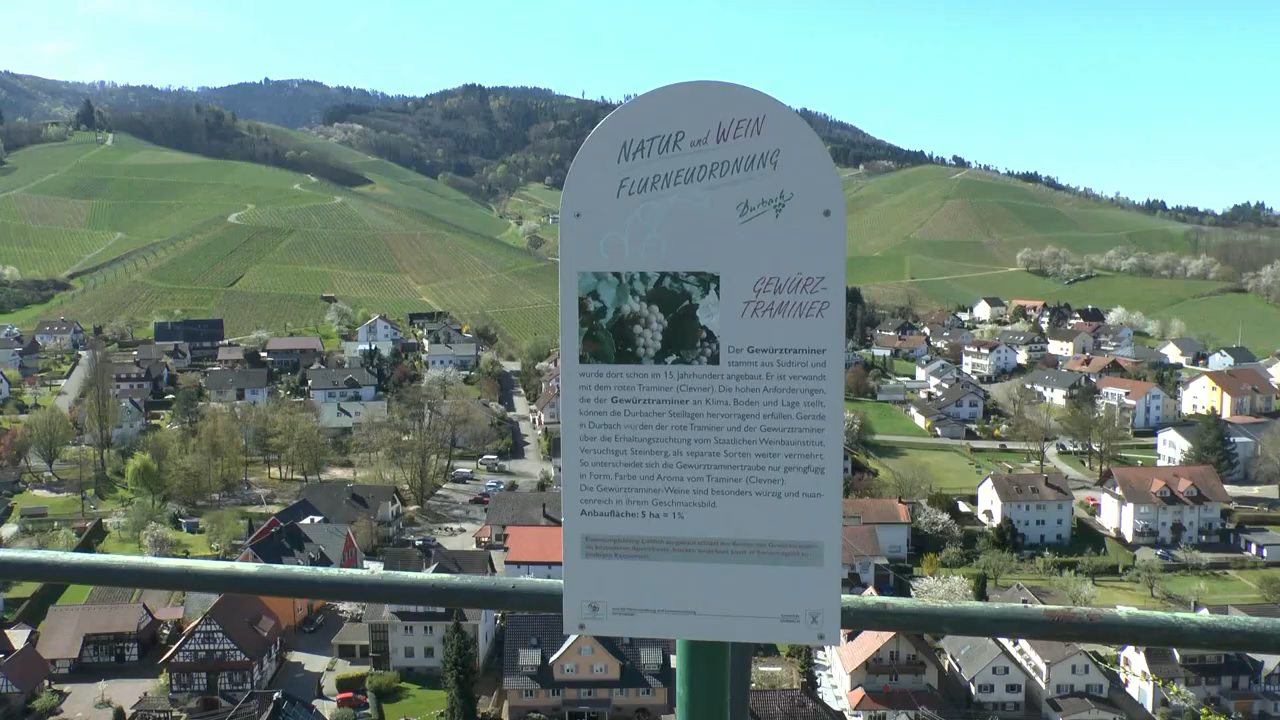 NATUR und WEIN
FLURNEUORDNUNG
Durbach
GEWÜRZ-
TRAMINER
Der Gewürztraminer
stammt aus Südtirol und
wurde dort schon im 15. Jahrhundert angebaut. Er ist verwandt
mit dem roten Traminer (Clevner). Die hohen Anforderungen,
die der Gewürztraminer an Klima, Boden und Lage stellt,
können die Durbacher Steillagen hervorragend erfüllen. Gerade
in Durbach wurden der rote Traminer und der Gewürztraminer
über die Erhaltungszüchtung vom Staatlichen Weinbauinstitut,
Versuchsgut Steinberg, als separate Sorten weiter vermehrt.
So unterscheidet sich die Gewürztraminertraube nur geringfügig
in Form, Farbe und Aroma vom Traminer (Clevner).
Die Gewürztraminer-Weine sind besonders würzig und nuan-
cenreich in ihrem Geschmacksbild.
Anbaufläche: 5 ha = 1%